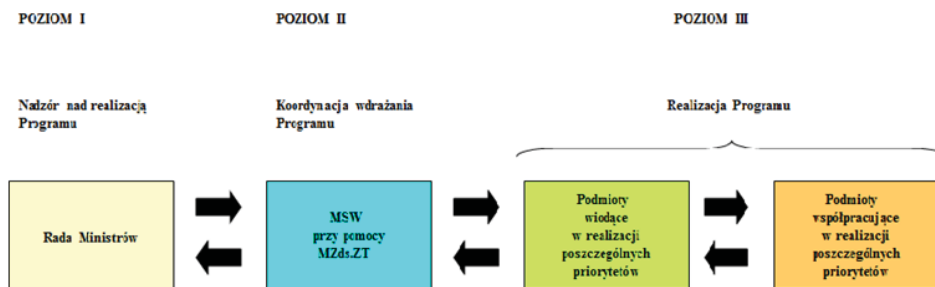 POZIOM I
POZIOM II
POZIOM III
Nadzór nad realizacją
Programu
Koordynacja wdrażania
Programu
Realizacja Programu
Rada Ministrów
MSW
przy pomocy
MZds.ZT
Podmioty
wiodące
w realizacji
poszczególnych
priorytetów
Podmioty
współpracujące
w realizacji
poszczególnych
priorytetów